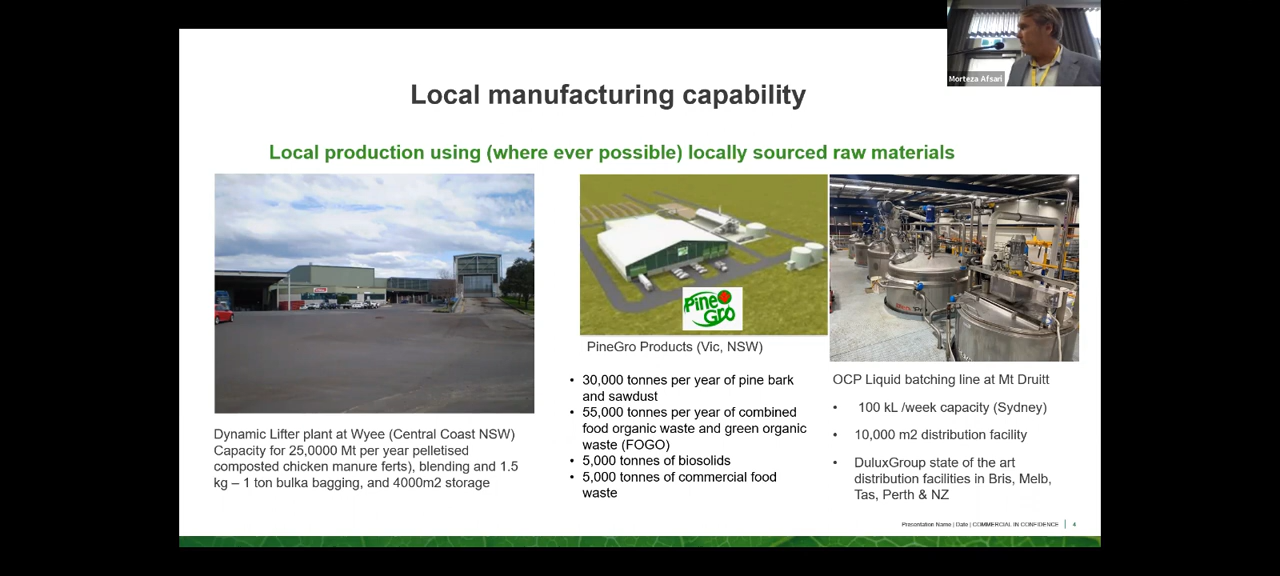 Morteza Afsari
Local manufacturing capability
Local production using (where ever possible) locally sourced raw materials
Dynamic Lifter plant at Wyee (Central Coast NSW)
Capacity for 25,0000 Mt per year pelletised
composted chicken manure ferts), blending and 1.5
kg – 1 ton bulka bagging, and 4000m2 storage
Pine
Gro
PineGro Products (Vic, NSW)
• 30,000 tonnes per year of pine bark
and sawdust
• 55,000 tonnes per year of combined
food organic waste and green organic
waste (FOGO)
• 5,000 tonnes of biosolids
• 5,000 tonnes of commercial food
waste
OCP Liquid batching line at Mt Druitt
• 100 kL /week capacity (Sydney)
• 10,000 m2 distribution facility
• DuluxGroup state of the art
distribution facilities in Bris, Melb,
Tas, Perth & NZ
Presentation Name | Date | COMMERCIAL IN CONFIDENCE | 4